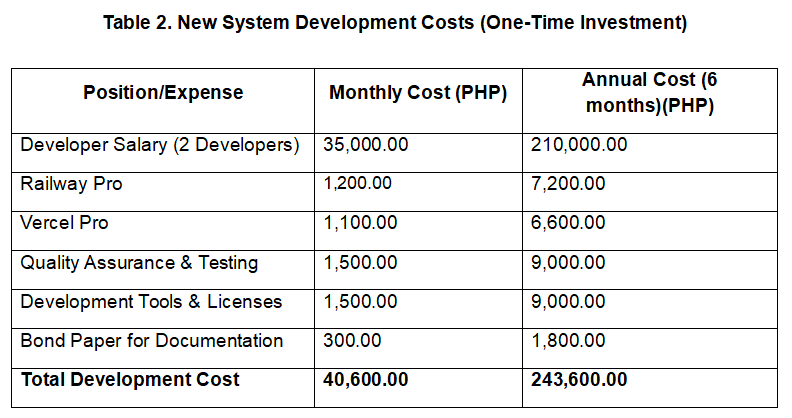 Table 2. New System Development Costs (One-Time Investment)
Position/Expense Monthly Cost (PHP) Annual Cost (6
months)(PHP)
Developer Salary (2 Developers) 35,000.00 210,000.00
Railway Pro 1,200.00 7,200.00
Vercel Pro 1,100.00 6,600.00
Quality Assurance & Testing 1,500.00 9,000.00
Development Tools & Licenses 1,500.00 9,000.00
Bond Paper for Documentation 300.00 1,800.00
Total Development Cost 40,600.00 243,600.00